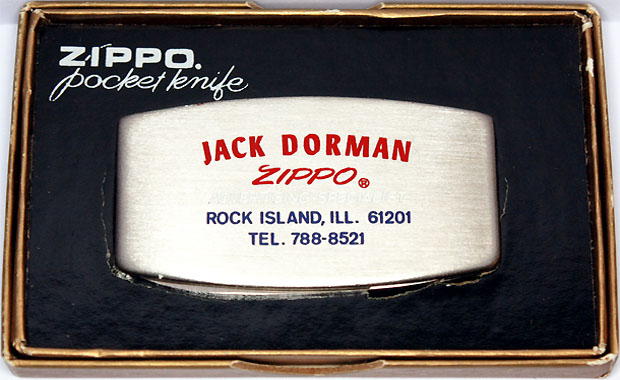 ZIPPO.
pocket knife
JACK DORMAN
ZIPPO®
ROCK ISLAND, ILL. 61201
TEL. 788-8521